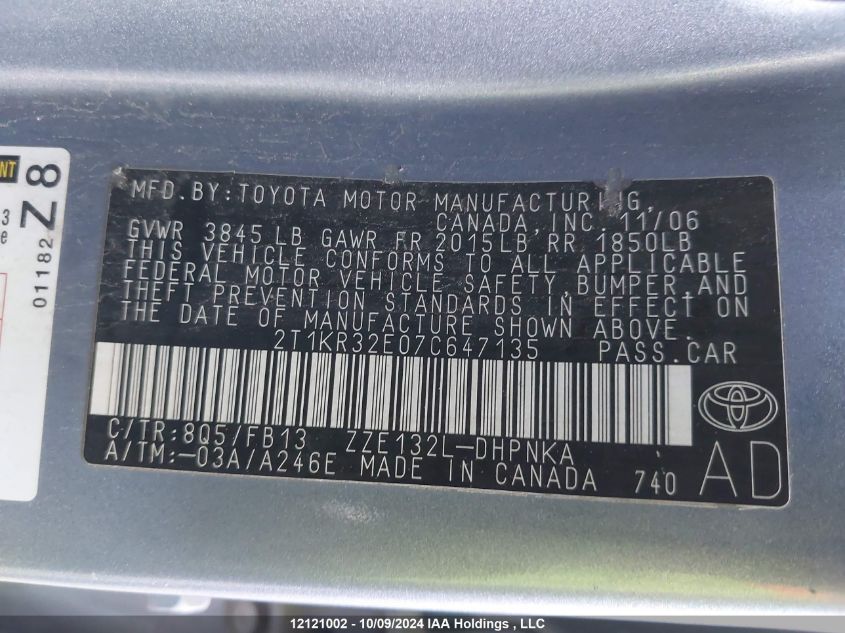 NT
8
Z
01182
3
e
MFD.BY:TOYOTA MOTOR MANUFACTURING,
CANADA,INC. 11/06
GVWR 3845 LB GAWR FR 2015LB RR 1850LB
THIS VEHICLE CONFORMS TO ALL APPLICABLE
FEDERAL MOTOR VEHICLE SAFETY, BUMPER, AND
THEFT PREVENTION STANDARDS IN EFFECT ON
THE DATE OF MANUFACTURE SHOWN ABOVE.
2T1KR32E07C647135 PASS.CAR
C/TR:8Q5/FB13 ZZE132L-DHPNKA
A/TM:-03A/A246E MADE IN CANADA 740
AD
12121002 - 10/09/2024 IAA Holdings , LLC